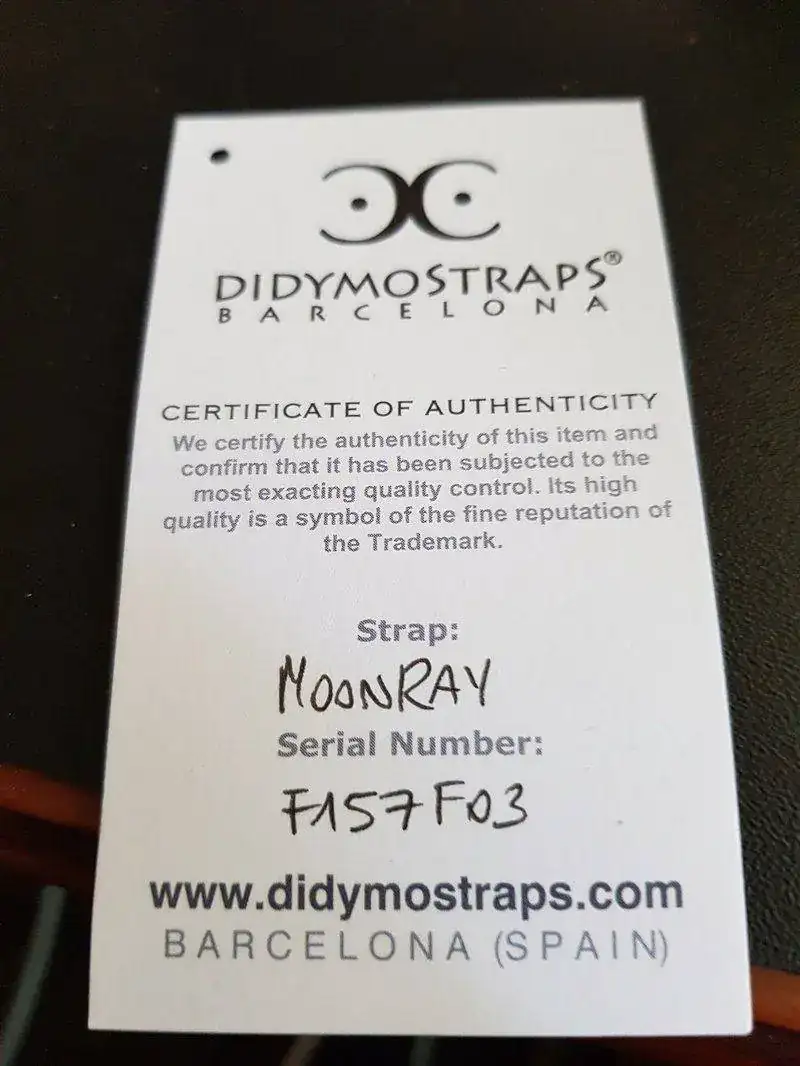 DIDYMOSTRAPS®
BARCELONA
CERTIFICATE OF AUTHENTICITY
We certify the authenticity of this item and
confirm that it has been subjected to the
most exacting quality control. Its high
quality is a symbol of the fine reputation of
the Trademark.
Strap:
MOONRAY
Serial Number:
F157F03
www.didymostraps.com
BARCELONA (SPAIN)